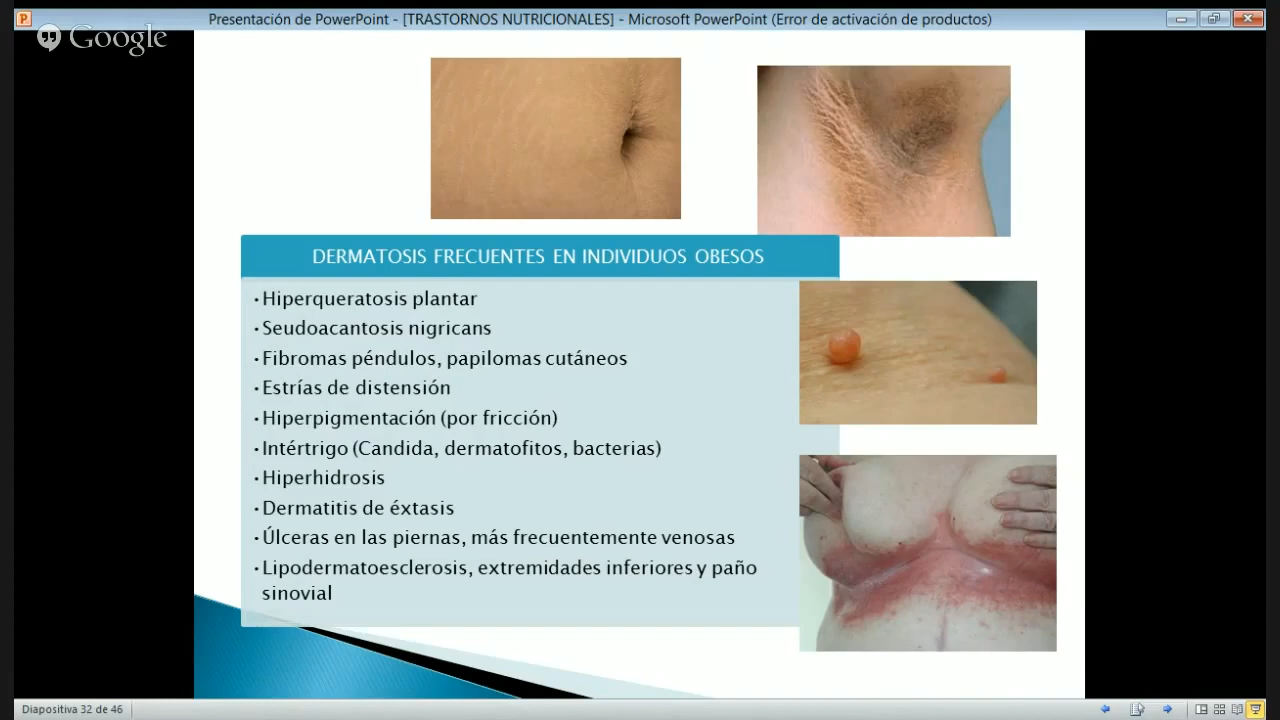 Presentación de PowerPoint - [TRASTORNOS NUTRICIONALES] - Microsoft PowerPoint (Error de activación de productos)
Google
DERMATOSIS FRECUENTES EN INDIVIDUOS OBESOS
•Hiperqueratosis plantar
•Seudoacantosis nigricans
•Fibromas péndulos, papilomas cutáneos
•Estrías de distensión
•Hiperpigmentación (por fricción)
•Intértrigo (Candida, dermatofitos, bacterias)
•Hiperhidrosis
•Dermatitis de éxtasis
•Úlceras en las piernas, más frecuentemente venosas
•Lipodermatoesclerosis, extremidades inferiores y paño
sinovial
Diapositiva 32 de 46